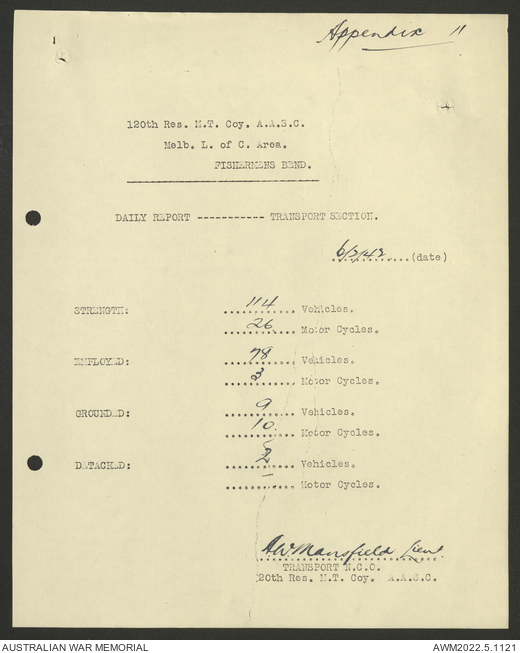 Appendix 11
120th Res. M.T. Coy. A.A.S.C.
Melb. L. of C. Area.
FISHERMENS BEND.
DAILY REPORT ----------- TRANSPORT SECTION.
6/3/42 (date)
STRENGTH: 114 Vehicles.
26 Motor Cycles.
EMPLOYED: 78 Vehicles.
3 Motor Cycles.
GROUNDED: 9 Vehicles.
10 Motor Cycles.
DETACHED: 2 Vehicles.
— Motor Cycles.
A W Mansfield Lieut.
TRANSPORT N.C.O.
120th Res. M.T. Coy. A.A.S.C.
AUSTRALIAN WAR MEMORIAL AWM2022.5.1121